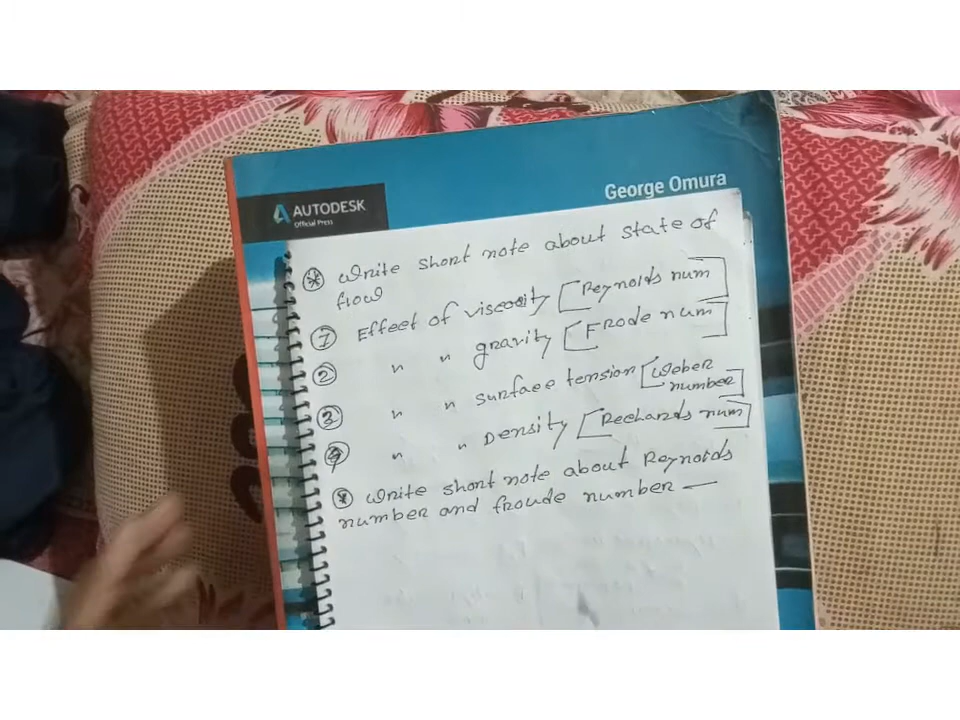 George Omura
AUTODESK
Official Press
* write short note about state of
flow
1 Effect of viscosity [Reynolds num]
2 " " gravity [Frode num]
3 " " surface tension [weber
number]
4 " " Density [Rechards num]
* write short note about Reynolds
number and froude number —